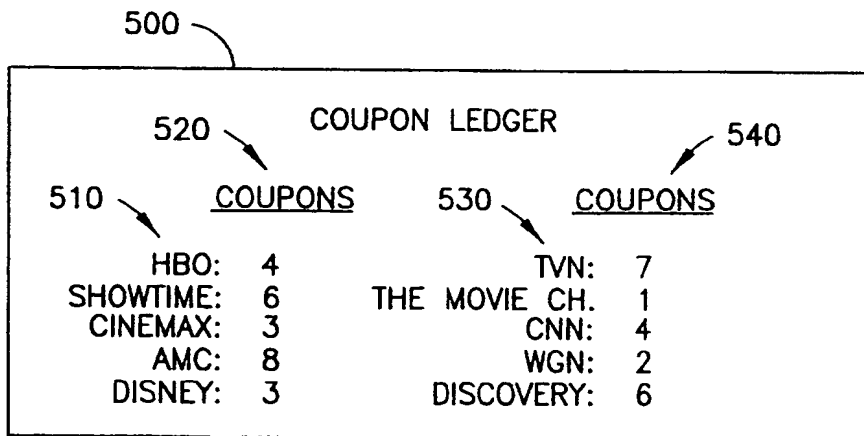 500
COUPON LEDGER
520
540
COUPONS
COUPONS
510
530
HBO: 4
SHOWTIME: 6
CINEMAX: 3
AMC: 8
DISNEY: 3
TVN: 7
THE MOVIE CH. 1
CNN: 4
WGN: 2
DISCOVERY: 6